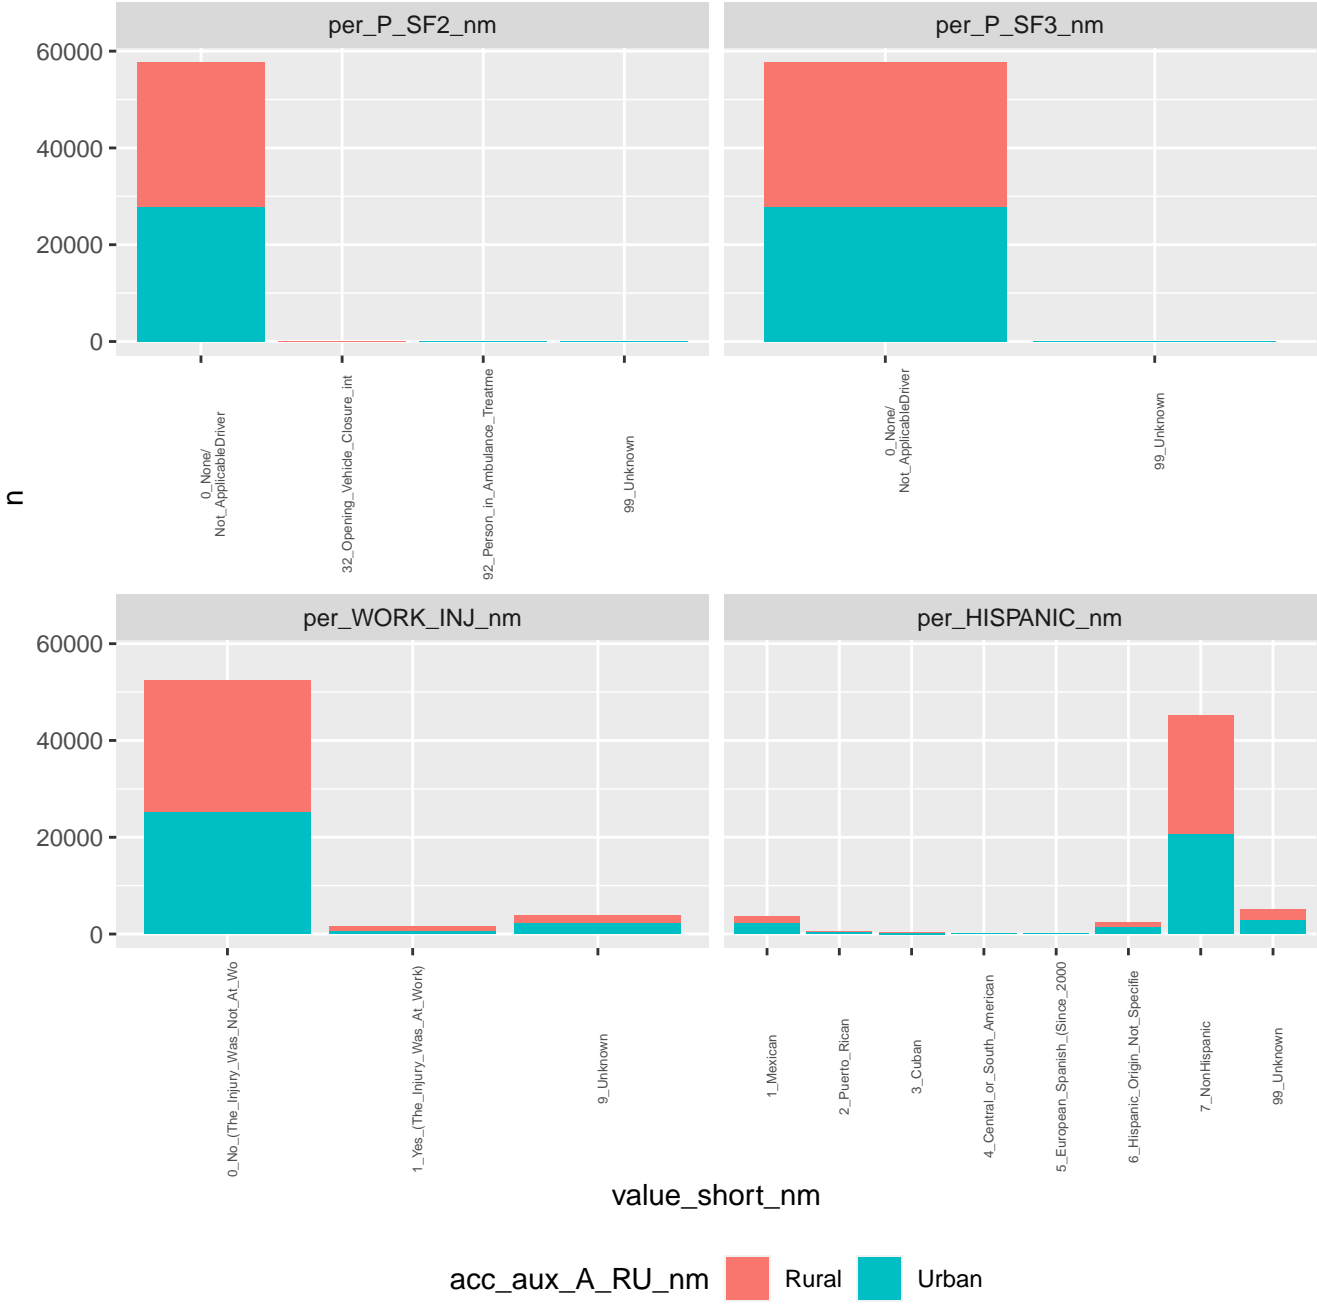 per_P_SF2_nm
per_P_SF3_nm
60000
40000
20000
0
0_None/
Not_ApplicableDriver
32_Opening_Vehicle_Closure_int
92_Person_in_Ambulance_Treatme
99_Unknown
0_None/
Not_ApplicableDriver
99_Unknown
n
per_WORK_INJ_nm
per_HISPANIC_nm
60000
40000
20000
0
0_No_(The_Injury_Was_Not_At_Wo
1_Yes_(The_Injury_Was_At_Work)
9_Unknown
1_Mexican
2_Puerto_Rican
3_Cuban
4_Central_or_South_American
5_European_Spanish_(Since_2000
6_Hispanic_Origin_Not_Specifie
7_NonHispanic
99_Unknown
value_short_nm
acc_aux_A_RU_nm
Rural
Urban